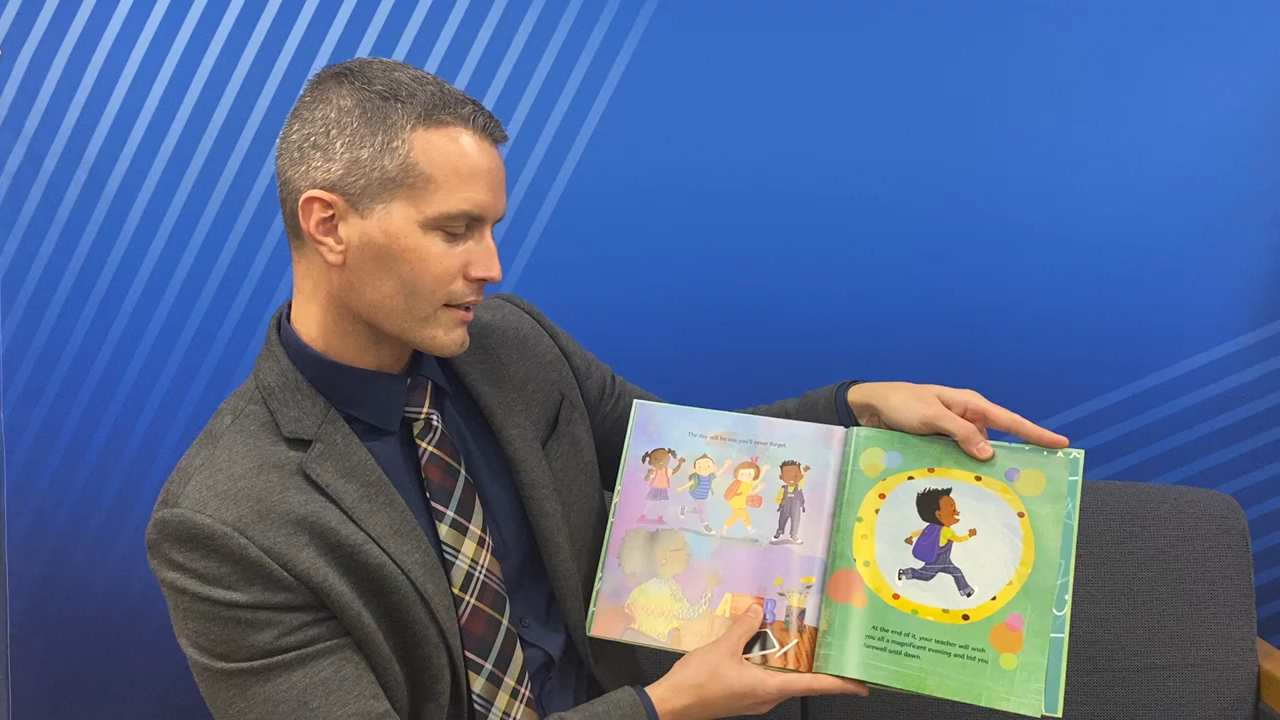 The day will be one you'll never forget.
A B
At the end of it, your teacher will wish
you all a magnificent evening and bid you
farewell until dawn.